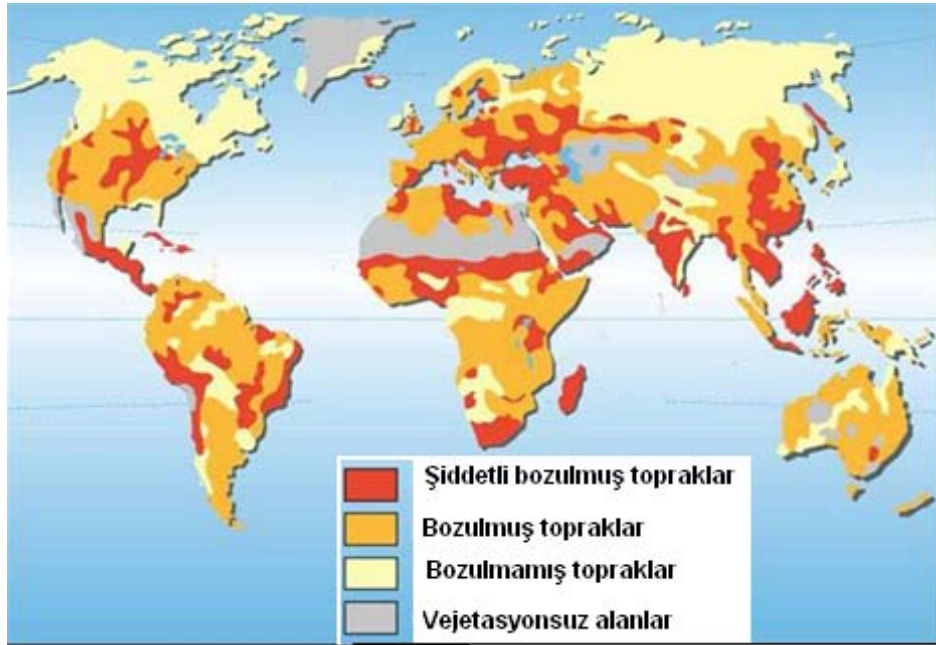 Şiddetli bozulmuş topraklar
Bozulmuş topraklar
Bozulmamış topraklar
Vejetasyonsuz alanlar